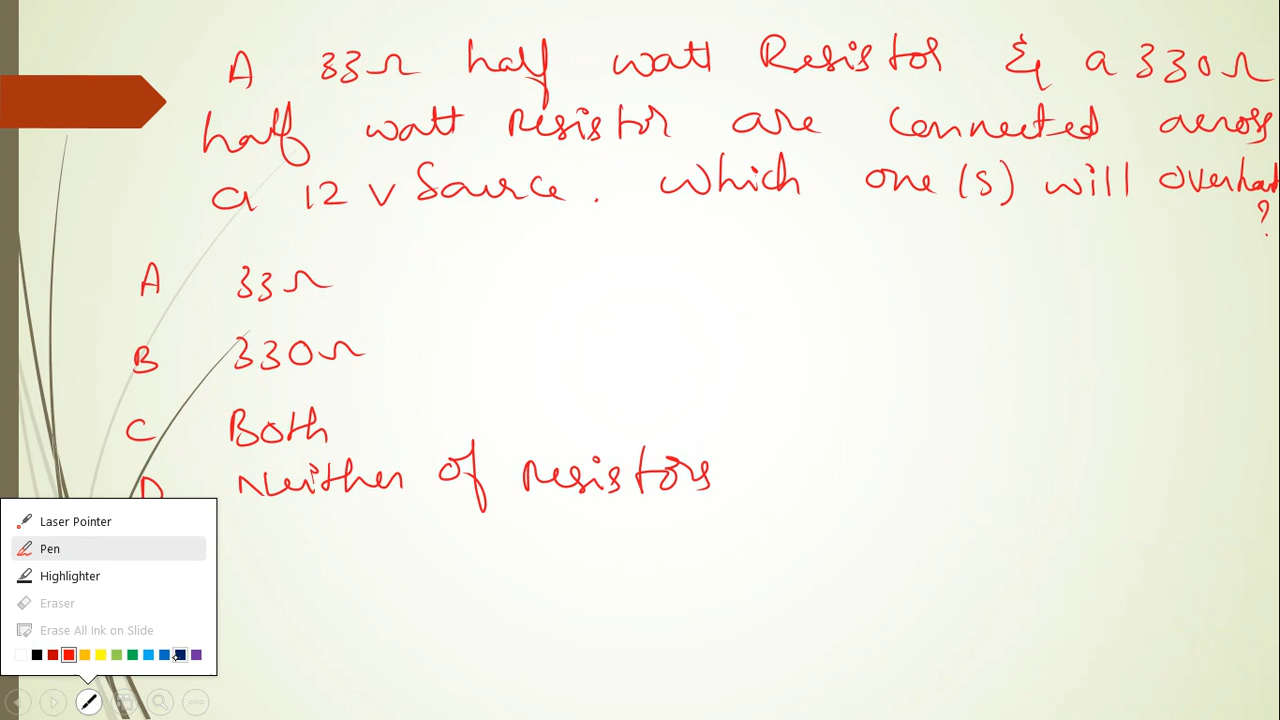 A 33Ω half watt Resistor & a 330Ω
half watt resistor are connected across
a 12 v Source. which one (s) will overheat
?
A 33Ω
B 330Ω
C Both
D Neither of resistors
Laser Pointer
Pen
Highlighter
Eraser
Erase All Ink on Slide